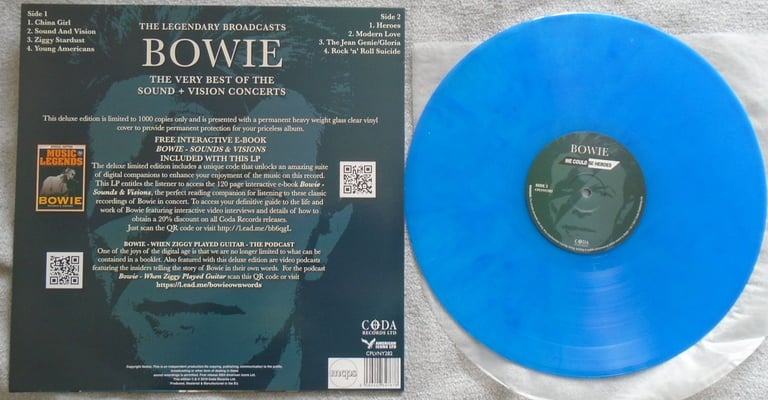 Side 1
1. China Girl
2. Sound And Vision
3. Ziggy Stardust
4. Young Americans
THE LEGENDARY BROADCASTS
BOWIE
THE VERY BEST OF THE
SOUND + VISION CONCERTS
Side 2
1. Heroes
2. Modern Love
3. The Jean Genie/Gloria
4. Rock 'n' Roll Suicide
This deluxe edition is limited to 1000 copies only and is presented with a permanent heavy weight glass clear vinyl
cover to provide permanent protection for your priceless album.
FREE INTERACTIVE E-BOOK
BOWIE - SOUNDS & VISIONS
INCLUDED WITH THIS LP
The deluxe limited edition includes a unique code that unlocks an amazing suite
of digital companions to enhance your enjoyment of the music on this record.
This LP entitles the listener to access the 120 page interactive e-book Bowie -
Sounds & Visions, the perfect reading companion for listening to these classic
recordings of Bowie in concert. To access your definitive guide to the life and
work of Bowie featuring interactive video interviews and details of how to
obtain a 20% discount on all Coda Records releases.
Just scan the QR code or visit http://Lead.me/bb6qgL
MUSIC
LEGENDS
BOWIE
BOWIE - WHEN ZIGGY PLAYED GUITAR - THE PODCAST
One of the joys of the digital age is that we are no longer limited to what can be
contained in a booklet. Also featured with this deluxe edition are video podcasts
featuring the insiders telling the story of Bowie in their own words. For the podcast
Bowie - When Ziggy Played Guitar scan this QR code or visit
https://l.ead.me/bowieownwords
CODA
RECORDS LTD
AMERICAN
ICONS LTD
CPLVNY282
mcps
BOWIE
WE COULD BE HEROES
SIDE 2
CODA